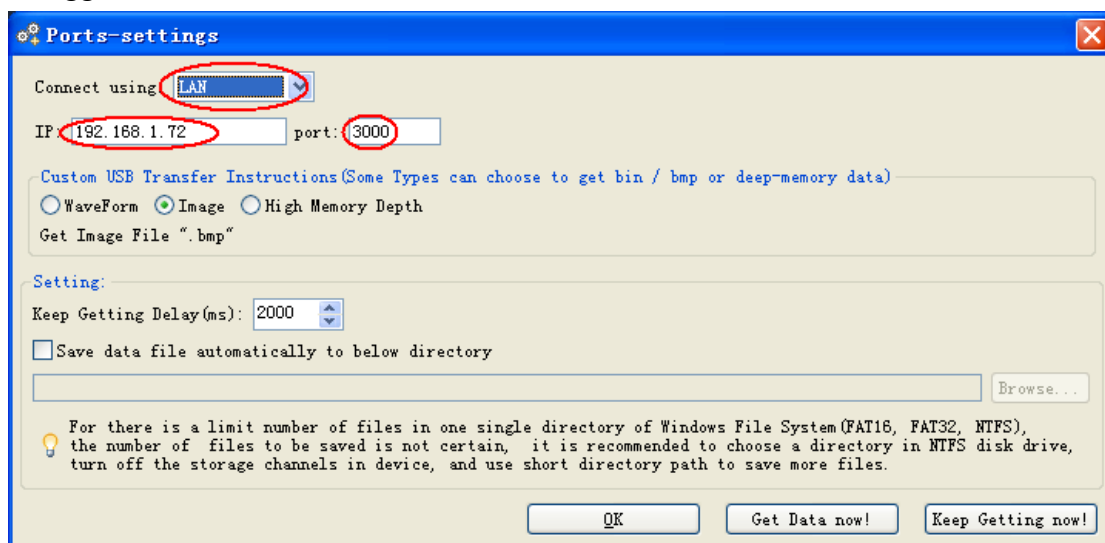 Ports-settings
Connect using: LAN
IP: 192.168.1.72 port: 3000
Custom USB Transfer Instructions(Some Types can choose to get bin / bmp or deep-memory data)
WaveForm Image High Memory Depth
Get Image File ".bmp"
Setting:
Keep Getting Delay(ms): 2000
Save data file automatically to below directory
Browse...
For there is a limit number of files in one single directory of Windows File System(FAT16, FAT32, NTFS),
the number of files to be saved is not certain, it is recommended to choose a directory in NTFS disk drive,
turn off the storage channels in device, and use short directory path to save more files.
OK Get Data now! Keep Getting now!